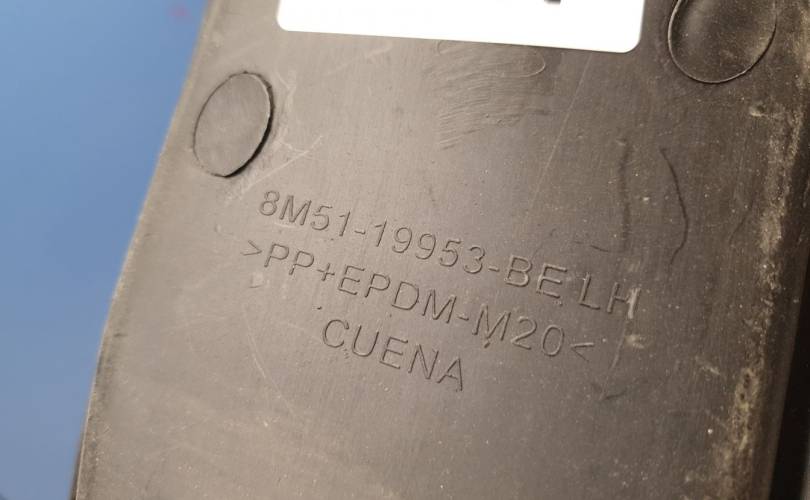 8M51-19953-BE LH
>PP+EPDM-M20<
CUENA